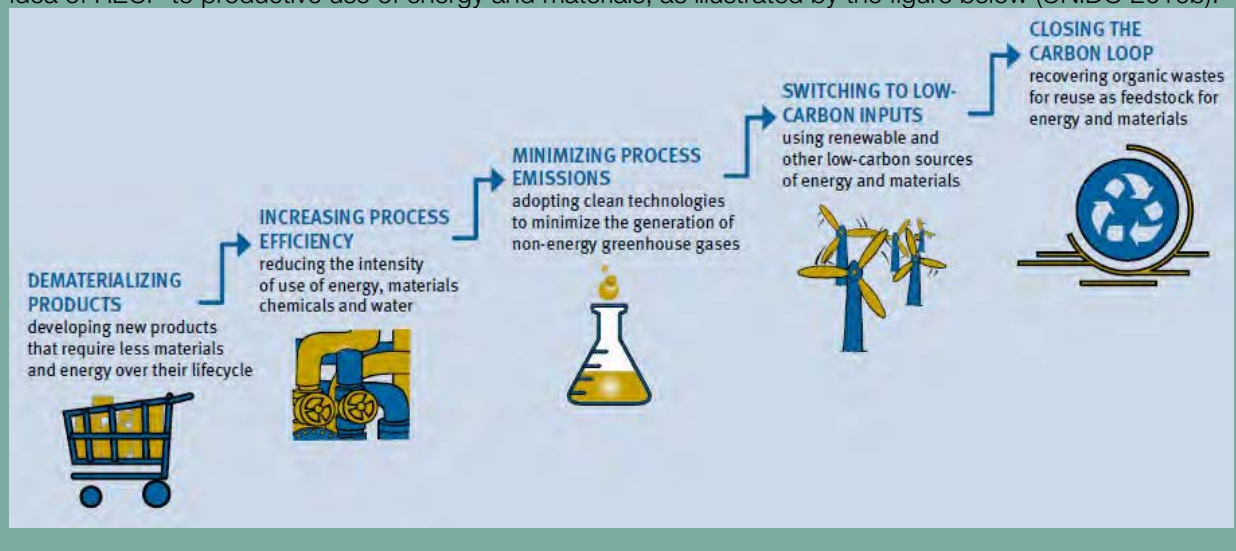 idea of RECP to productive use of energy and materials, as illustrated by the figure below (UNIDO 2010b).
DEMATERIALIZING
PRODUCTS
developing new products
that require less materials
and energy over their lifecycle
INCREASING PROCESS
EFFICIENCY
reducing the intensity
of use of energy, materials
chemicals and water
MINIMIZING PROCESS
EMISSIONS
adopting clean technologies
to minimize the generation of
non-energy greenhouse gases
SWITCHING TO LOW-
CARBON INPUTS
using renewable and
other low-carbon sources
of energy and materials
CLOSING THE
CARBON LOOP
recovering organic wastes
for reuse as feedstock for
energy and materials